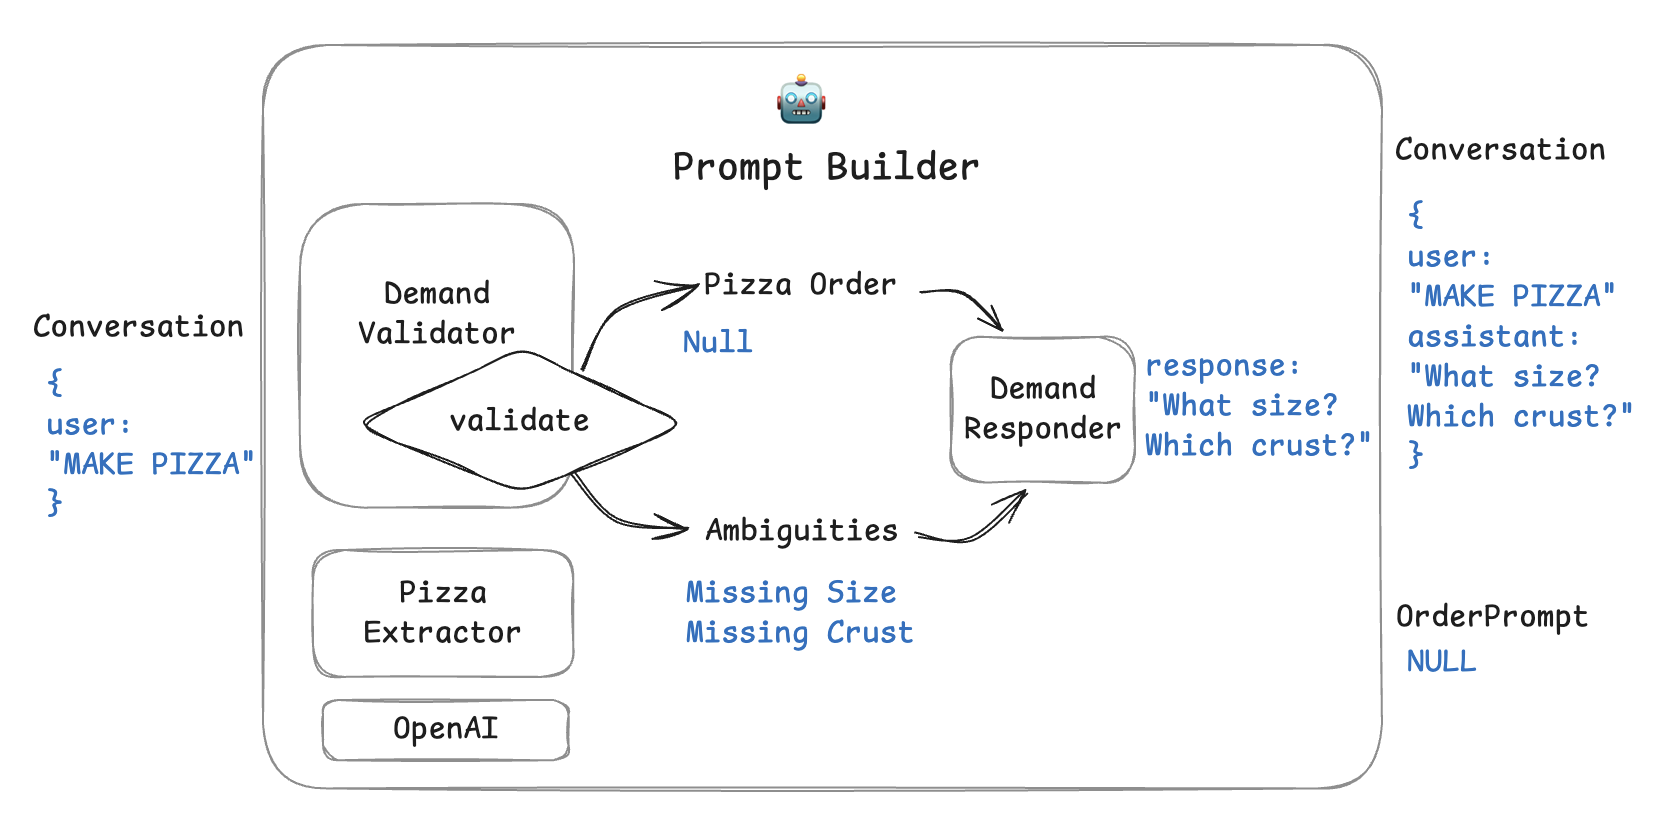 Prompt Builder
Conversation
{
user:
"MAKE PIZZA"
}
Demand
Validator
validate
Pizza
Extractor
OpenAI
Pizza Order
Null
Ambiguities
Missing Size
Missing Crust
Demand
Responder
response:
"What size?
Which crust?"
Conversation
{
user:
"MAKE PIZZA"
assistant:
"What size?
Which crust?"
}
OrderPrompt
NULL